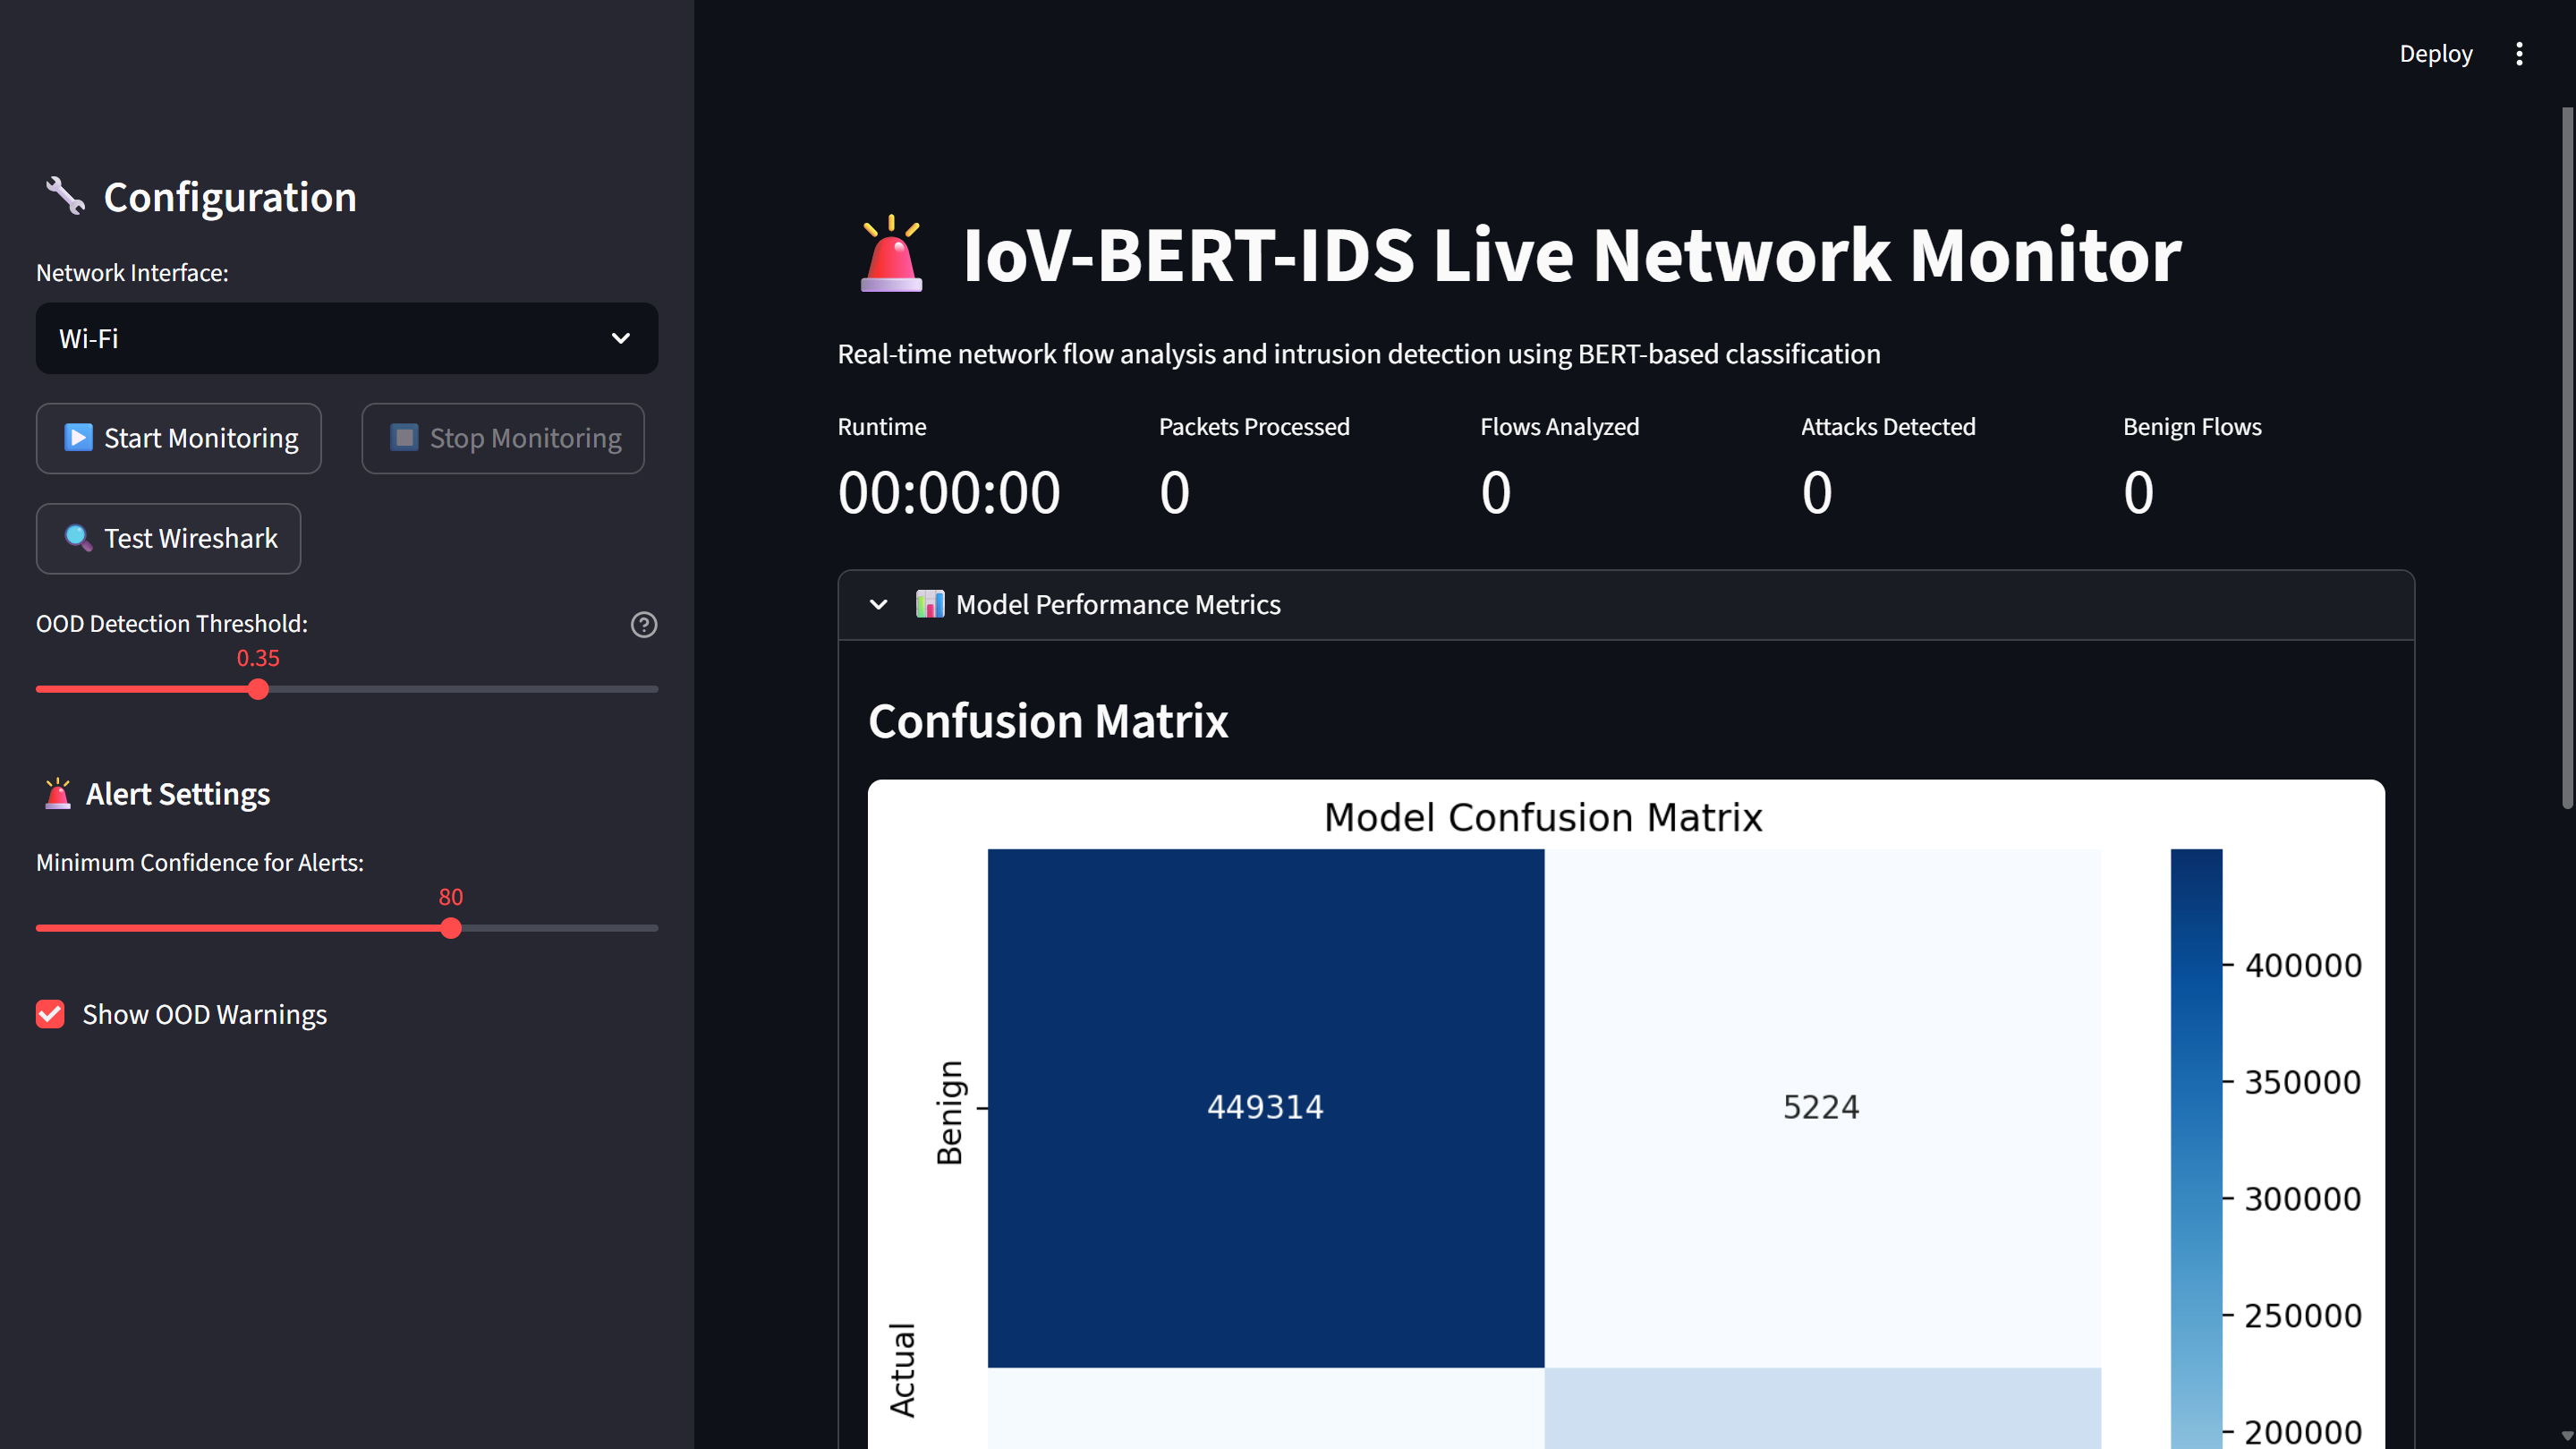 Deploy
Configuration
Network Interface:
Wi-Fi
Start Monitoring
Stop Monitoring
Test Wireshark
OOD Detection Threshold:
0.35
Alert Settings
Minimum Confidence for Alerts:
80
Show OOD Warnings
IoV-BERT-IDS Live Network Monitor
Real-time network flow analysis and intrusion detection using BERT-based classification
Runtime
00:00:00
Packets Processed
0
Flows Analyzed
0
Attacks Detected
0
Benign Flows
0
Model Performance Metrics
Confusion Matrix
Model Confusion Matrix
Benign
449314
5224
Actual
400000
350000
300000
250000
200000